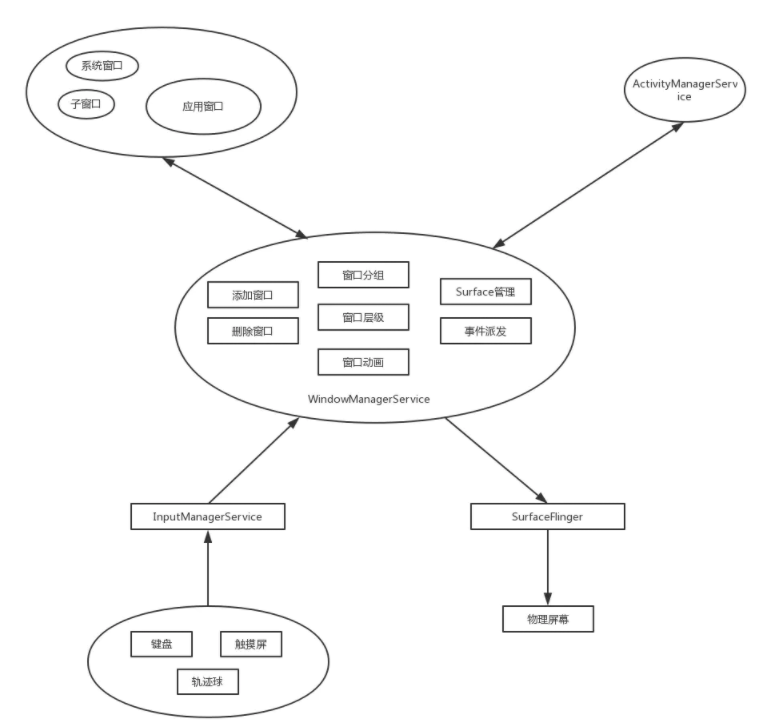 系统窗口
子窗口
应用窗口
ActivityManagerServ
ice
添加窗口
删除窗口
窗口分组
窗口层级
窗口动画
Surface管理
事件派发
WindowManagerService
InputManagerService
SurfaceFlinger
键盘
触摸屏
轨迹球
物理屏幕